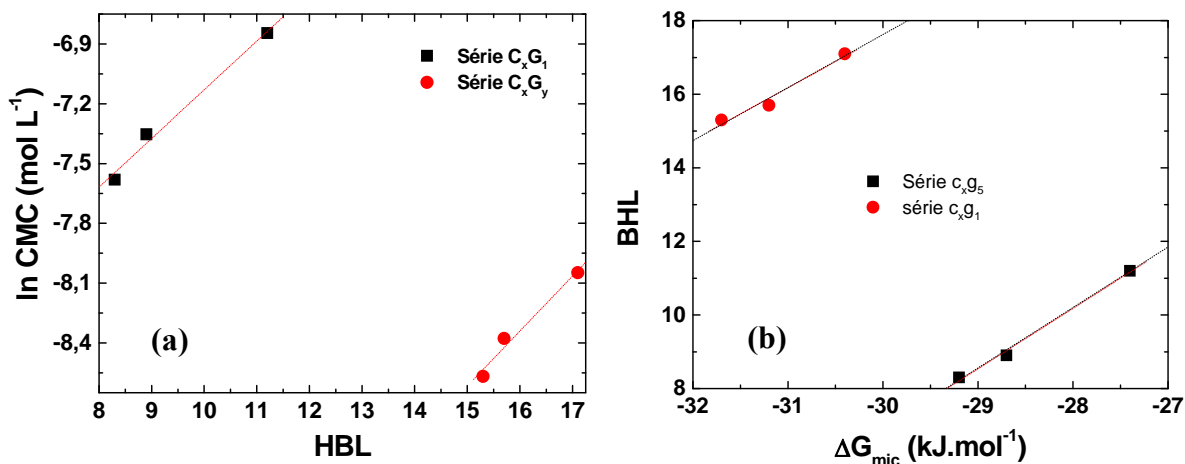 -6,9
-7,2
-7,5
-7,8
-8,1
-8,4
ln CMC (mol L⁻¹)
Série CₓG₁
Série CₓG_y
(a)
8 9 10 11 12 13 14 15 16 17
HBL
18
16
14
12
10
8
BHL
Série cₓg₅
série cₓg₁
(b)
-32 -31 -30 -29 -28 -27
ΔG_mic (kJ.mol⁻¹)